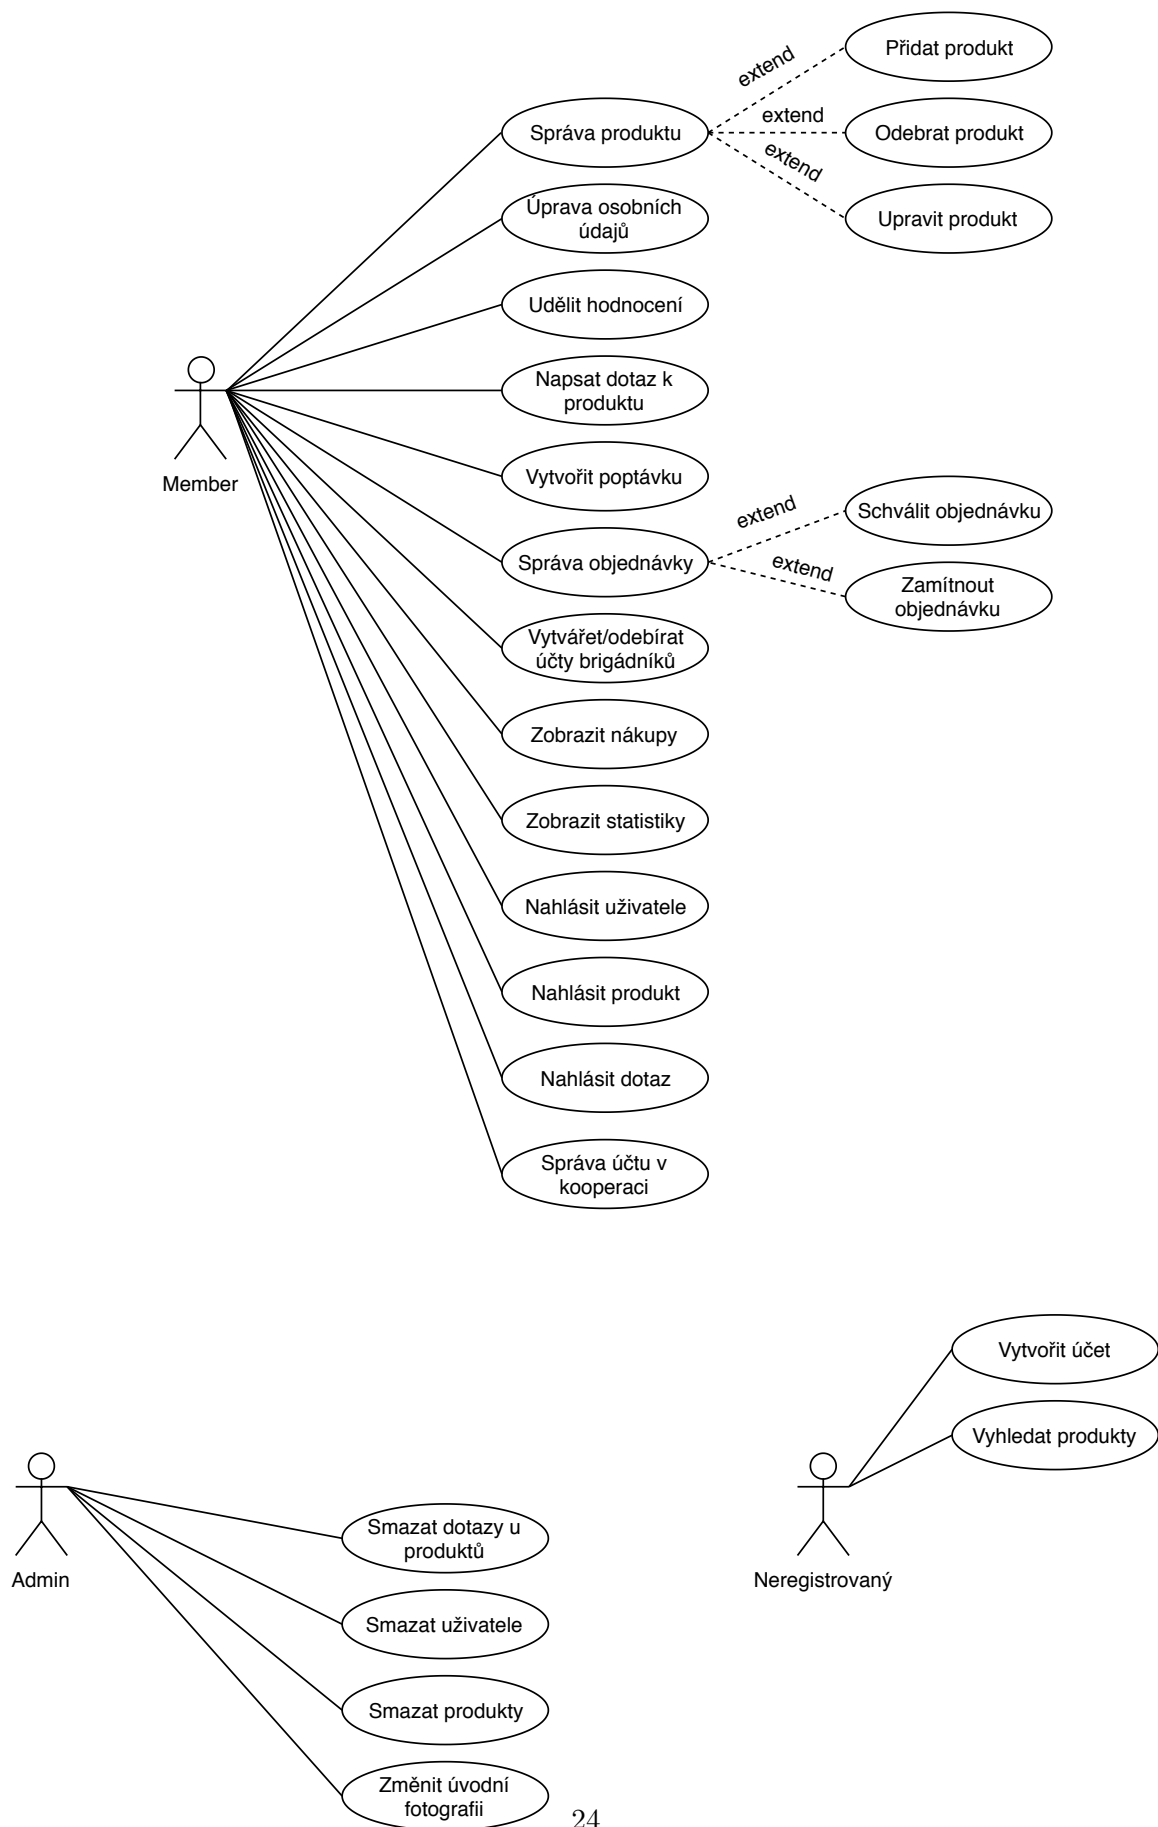 Přidat produkt
extend
Správa produktu
extend
Odebrat produkt
extend
Upravit produkt
Úprava osobních
údajů
Udělit hodnocení
Member
Napsat dotaz k
produktu
Vytvořit poptávku
Správa objednávky
extend
Schválit objednávku
extend
Zamítnout
objednávku
Vytvářet/odebírat
účty brigádníků
Zobrazit nákupy
Zobrazit statistiky
Nahlásit uživatele
Nahlásit produkt
Nahlásit dotaz
Správa účtu v
kooperaci
Vytvořit účet
Vyhledat produkty
Neregistrovaný
Admin
Smazat dotazy u
produktů
Smazat uživatele
Smazat produkty
Změnit úvodní
fotografii
24